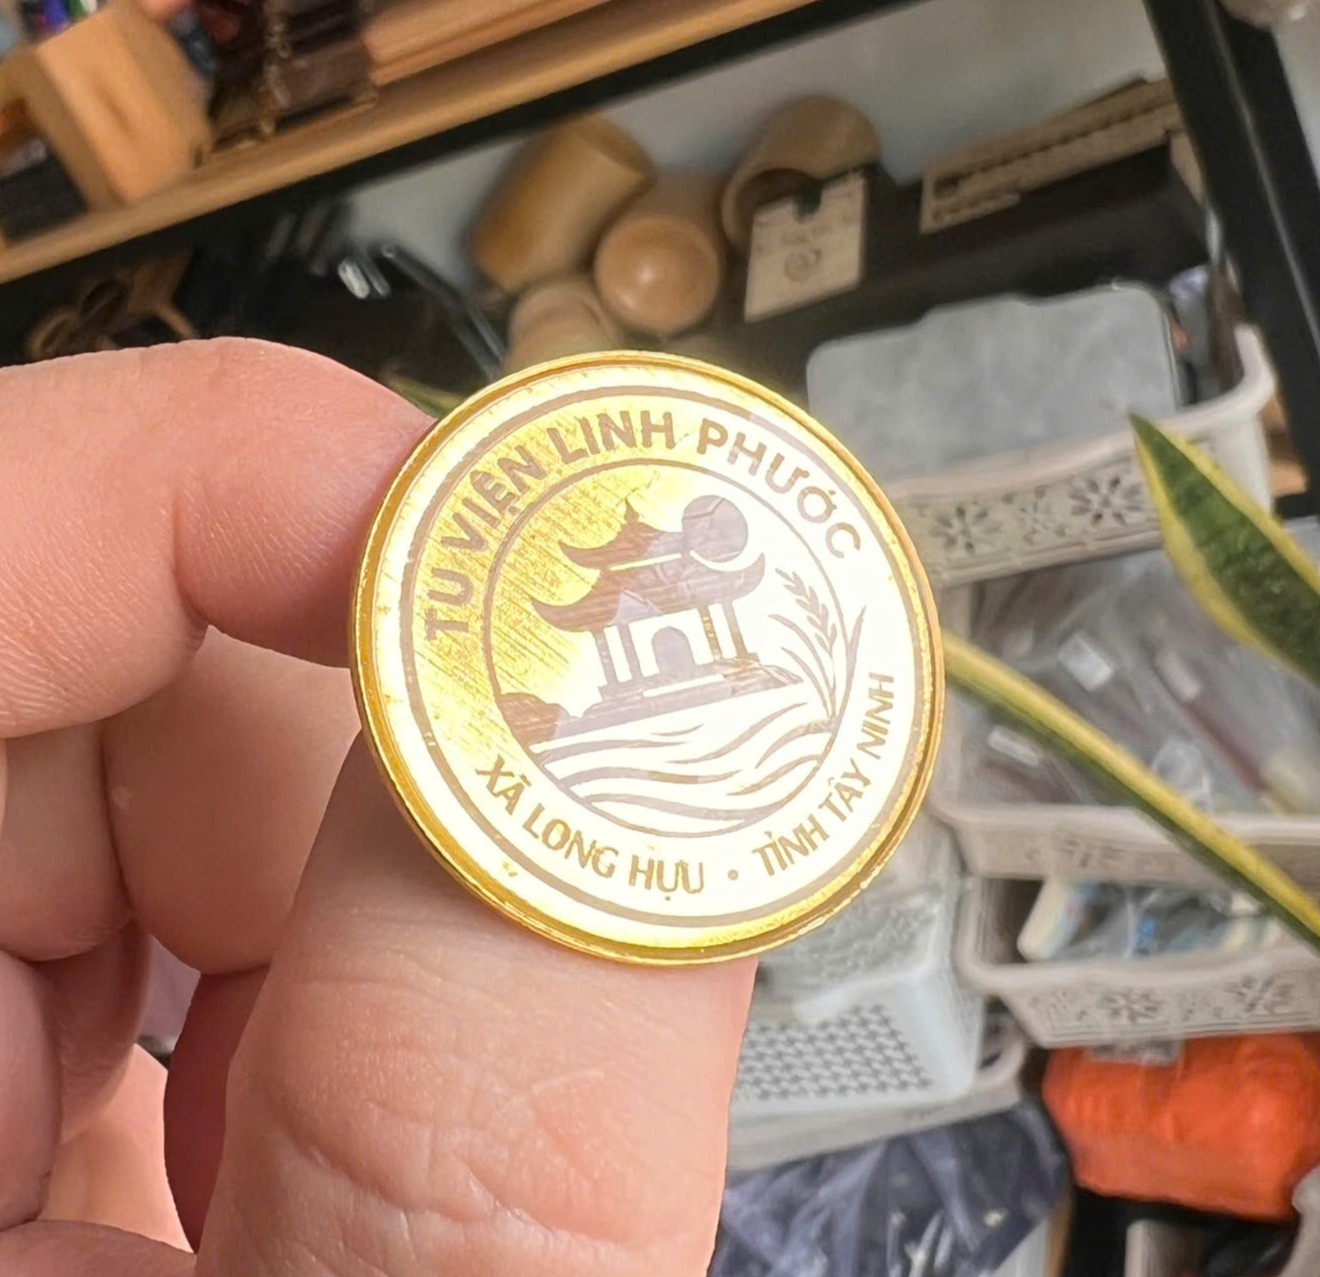 TU VIỆN LINH PHƯỚC
XÃ LONG HỰU • TỈNH TÂY NINH